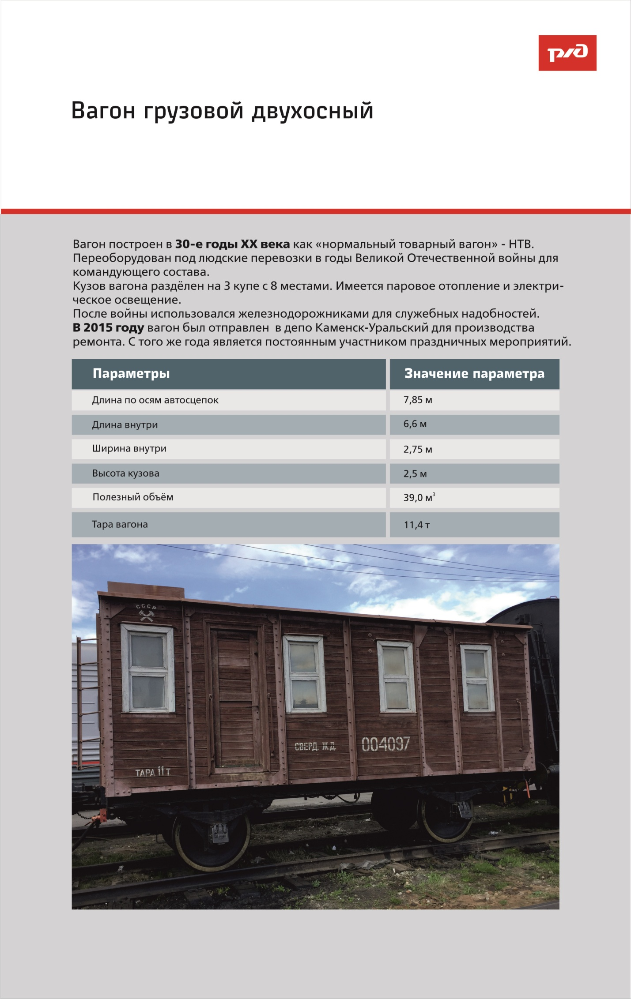 ржд
Вагон грузовой двухосный
Вагон построен в 30-е годы XX века как «нормальный товарный вагон» - НТВ.
Переоборудован под людские перевозки в годы Великой Отечественной войны для
командующего состава.
Кузов вагона раздёлен на 3 купе с 8 местами. Имеется паровое отопление и электри-
ческое освещение.
После войны использовался железнодорожниками для служебных надобностей.
В 2015 году вагон был отправлен в депо Каменск-Уральский для производства
ремонта. С того же года является постоянным участником праздничных мероприятий.
Параметры Значение параметра
Длина по осям автосцепок 7,85 м
Длина внутри 6,6 м
Ширина внутри 2,75 м
Высота кузова 2,5 м
Полезный объём 39,0 м³
Тара вагона 11,4 т
СССР
СВЕРД. Ж.Д. 004097
ТАРА 11 Т